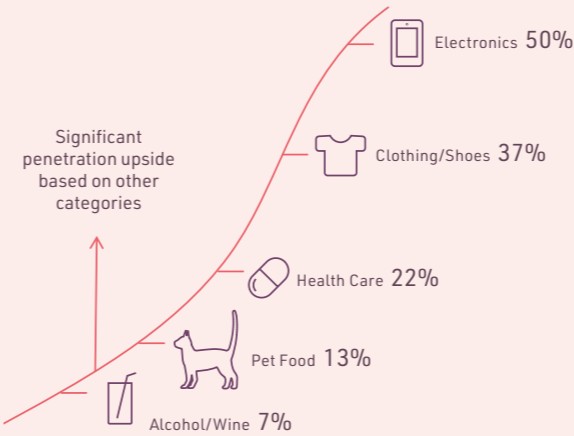 Electronics 50%
Significant
penetration upside
based on other
categories
Clothing/Shoes 37%
Health Care 22%
Pet Food 13%
Alcohol/Wine 7%